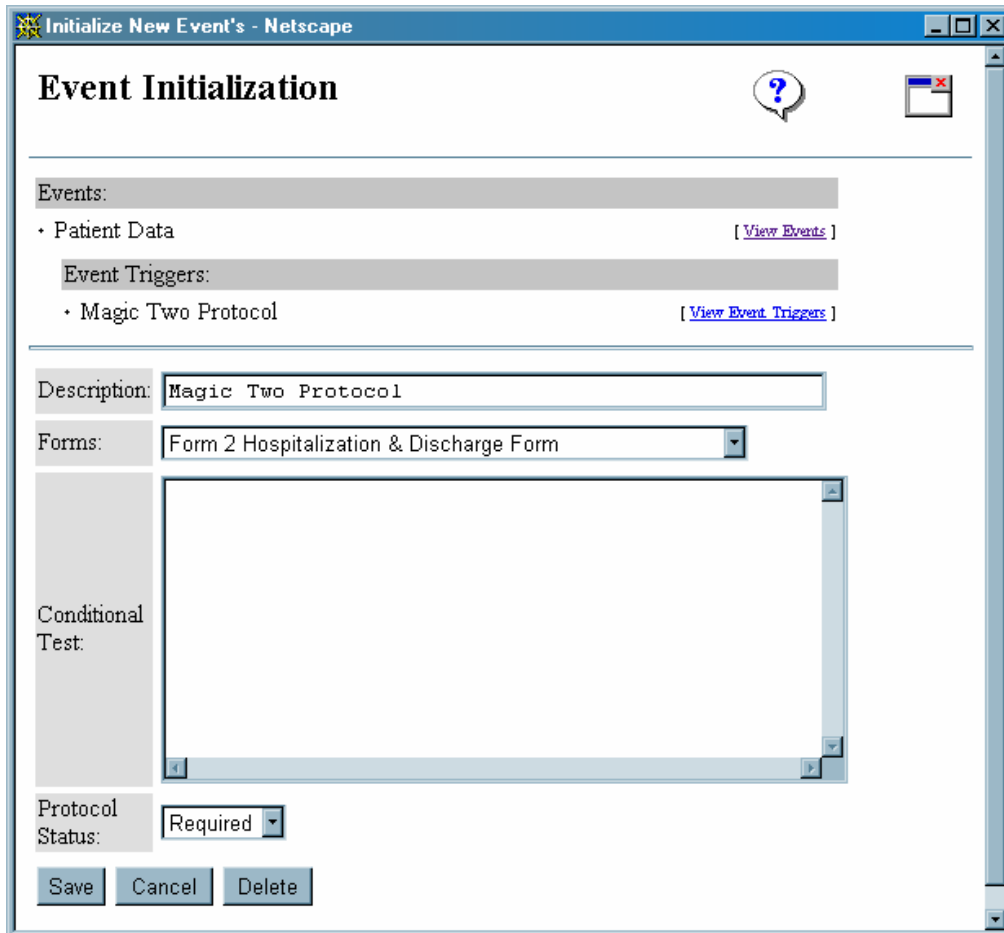 Initialize New Event's - Netscape
Event Initialization
?
Events:
Patient Data [ View Events ]
Event Triggers:
Magic Two Protocol [ View Event Triggers ]
Description: Magic Two Protocol
Forms: Form 2 Hospitalization & Discharge Form
Conditional
Test:
Protocol
Status: Required
Save Cancel Delete